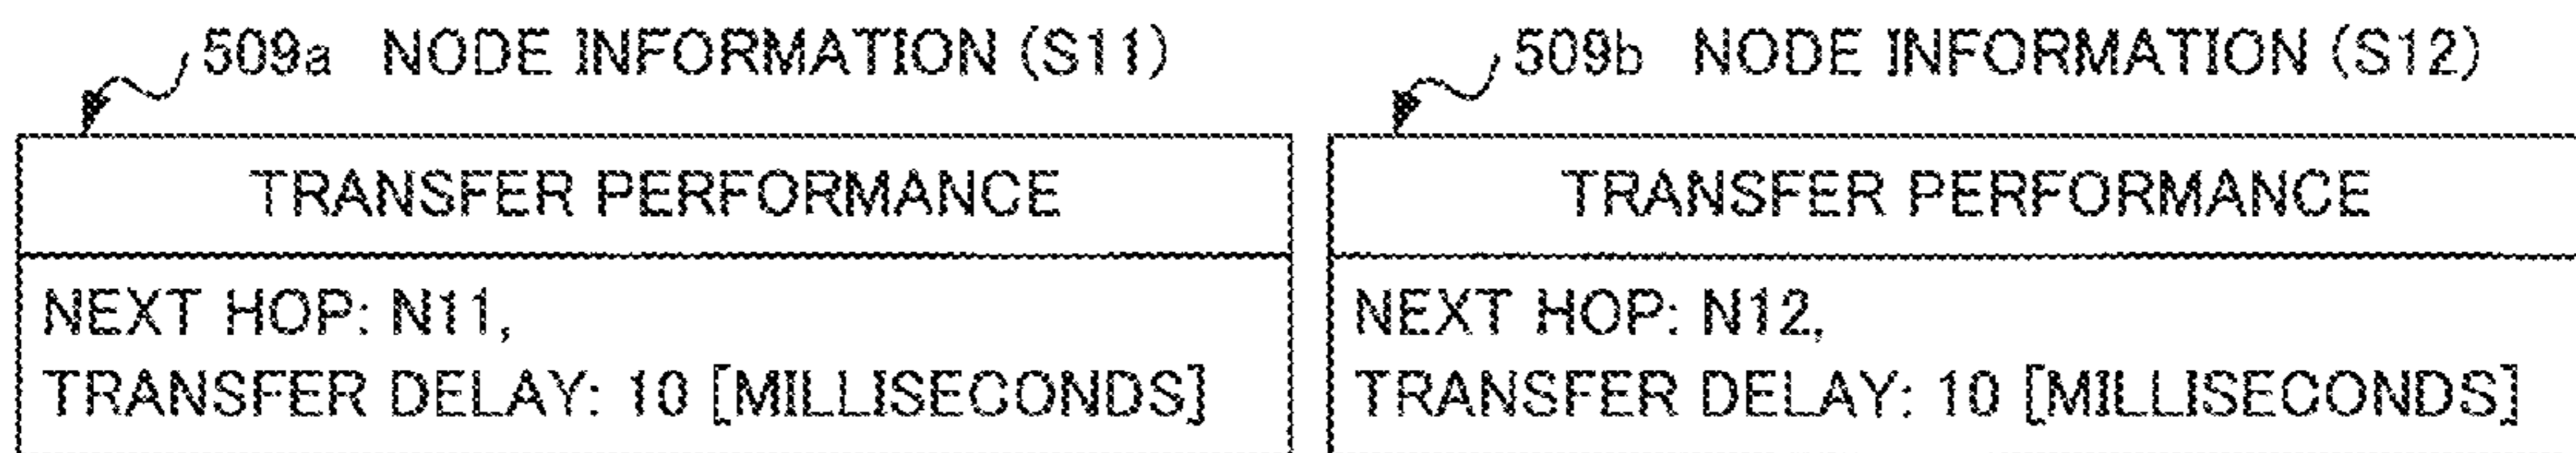 509a NODE INFORMATION (S11)
TRANSFER PERFORMANCE
NEXT HOP: N11,
TRANSFER DELAY: 10 [MILLISECONDS]
509b NODE INFORMATION (S12)
TRANSFER PERFORMANCE
NEXT HOP: N12,
TRANSFER DELAY: 10 [MILLISECONDS]